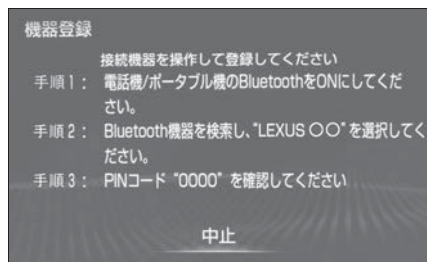 機器登録
接続機器を操作して登録してください
手順1： 電話機/ポータブル機のBluetoothをONにしてくだ
さい。
手順2： Bluetooth機器を検索し、"LEXUS ○○"を選択してく
ださい。
手順3： PINコード "0000" を確認してください
中止